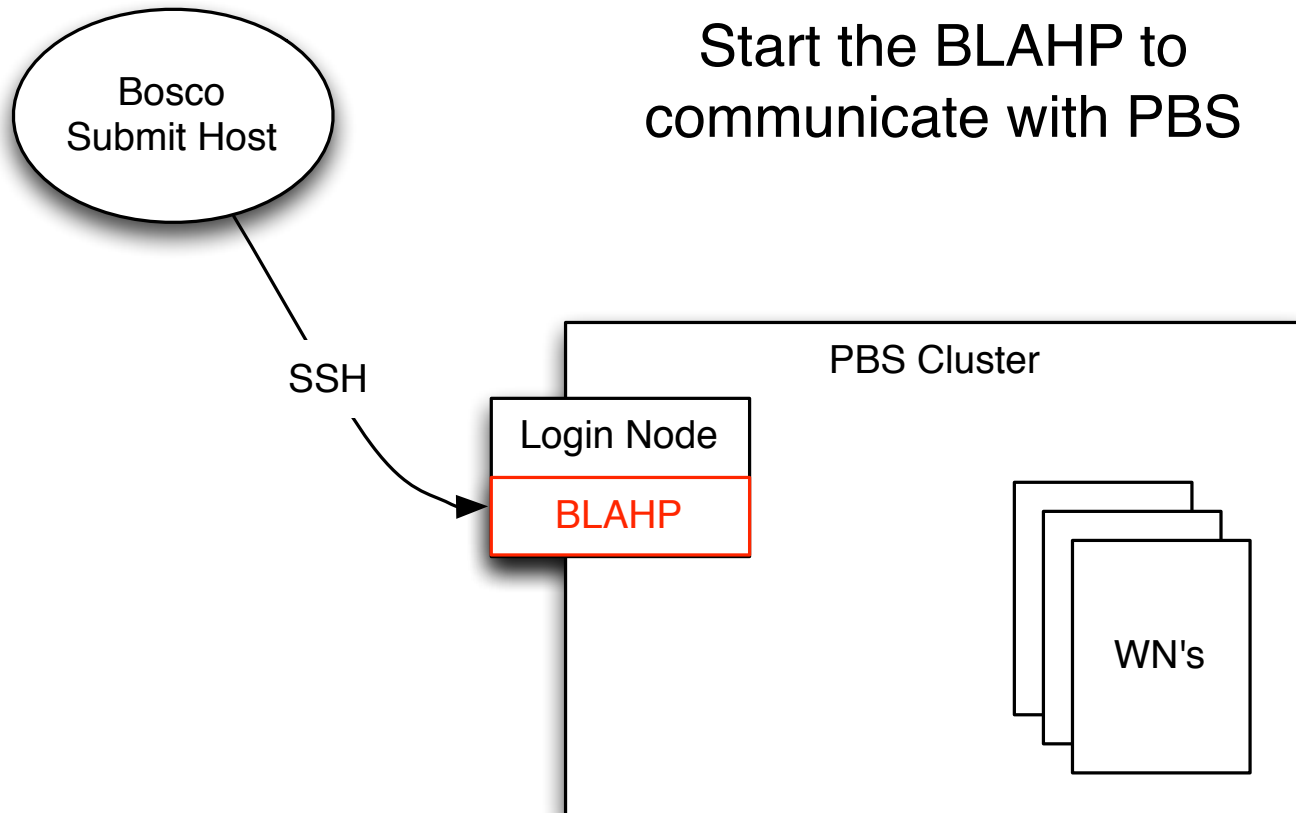 Start the BLAHP to
communicate with PBS
Bosco
Submit Host
SSH
PBS Cluster
Login Node
BLAHP
WN's